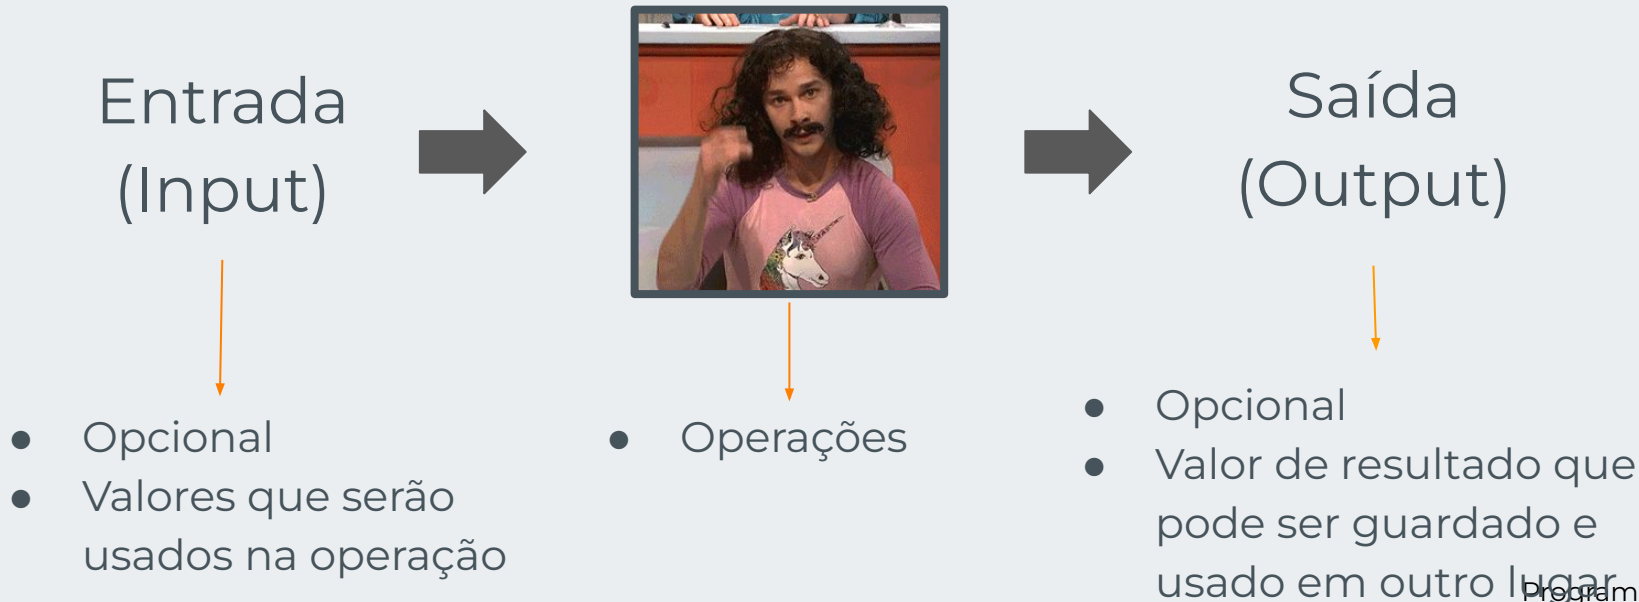 Entrada
(Input)
Saída
(Output)
● Opcional
● Valores que serão
usados na operação
● Operações
● Opcional
● Valor de resultado que
pode ser guardado e
usado em outro lugar
Program